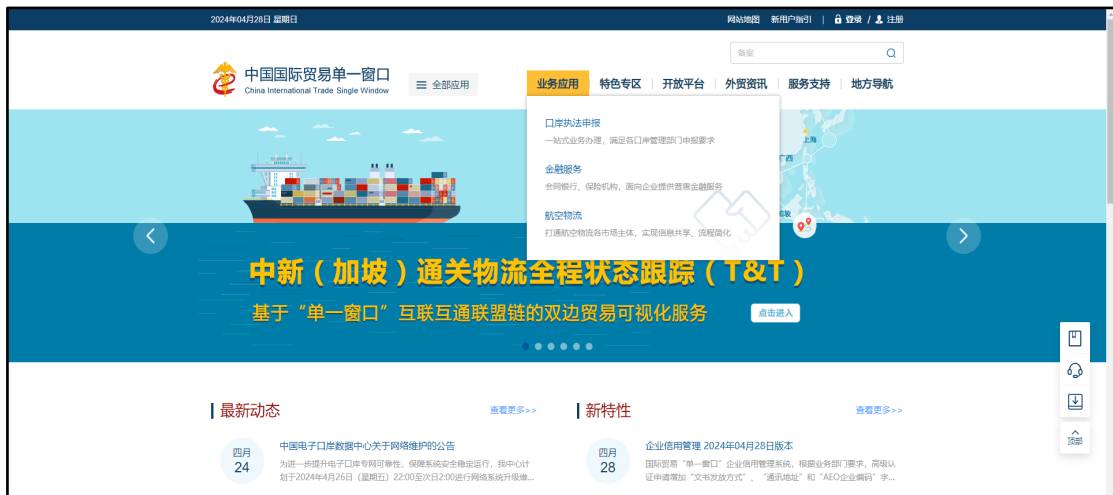 2024年04月28日 星期日
网站地图 新用户指引 | 登录 / 注册
备案
中国国际贸易单一窗口
China International Trade Single Window
全部应用
业务应用 特色专区 开放平台 外贸资讯 服务支持 地方导航
口岸执法申报
一站式业务办理，满足各口岸管理部门申报要求
金融服务
会同银行、保险机构，面向企业提供普惠金融服务
航空物流
打通航空物流各市场主体，实现信息共享、流程简化
上海
广西
中新（加坡）通关物流全程状态跟踪（T&T）
基于“单一窗口”互联互通联盟链的双边贸易可视化服务
点击进入
顶部
最新动态
查看更多>>
四月
24
中国电子口岸数据中心关于网络维护的公告
为进一步提升电子口岸专网可靠性，保障系统安全稳定运行，我中心计
划于2024年4月26日（星期五）22:00至次日2:00进行网络系统升级维...
新特性
查看更多>>
四月
28
企业信用管理 2024年04月28日版本
国际贸易“单一窗口”企业信用管理系统，根据业务部门要求，高级认
证申请增加“文书发放方式”、“通讯地址”和“AEO企业编码”字...